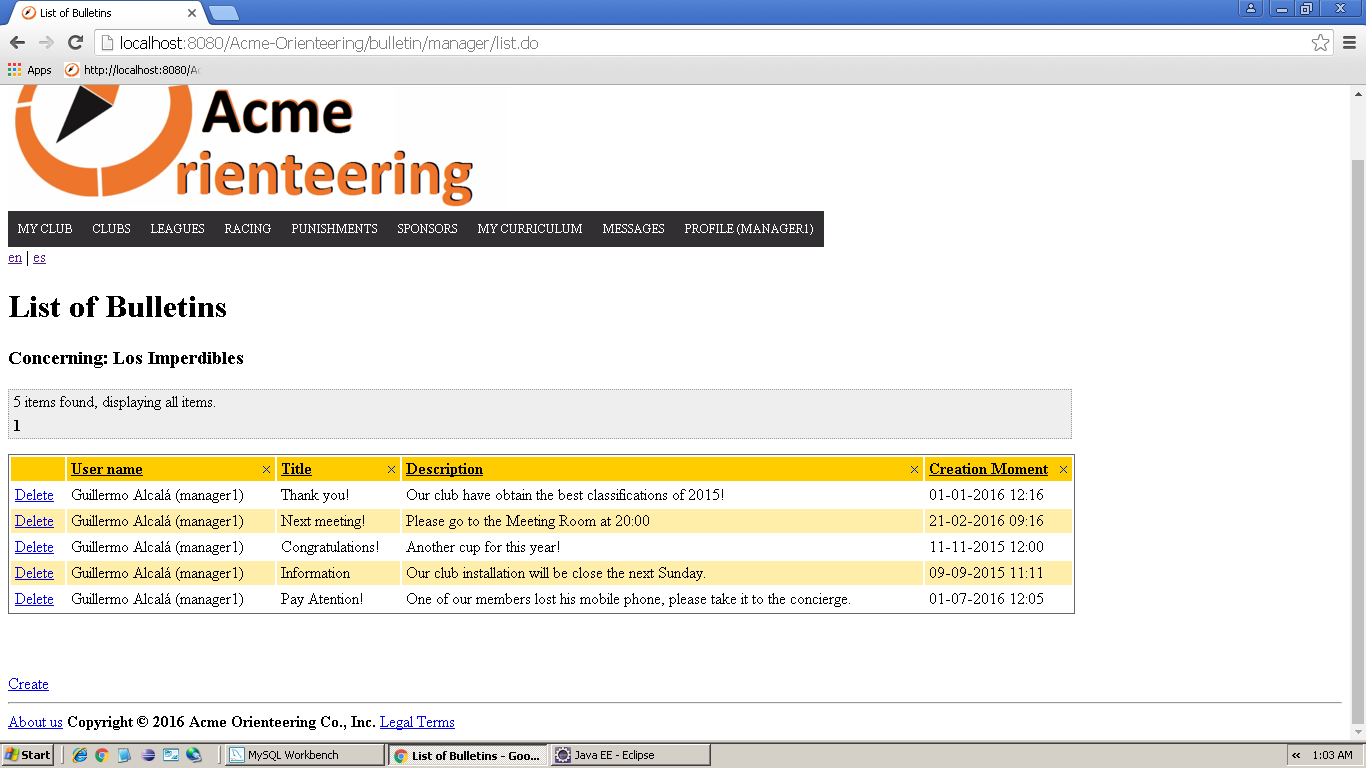 List of Bulletins
localhost:8080/Acme-Orienteering/bulletin/manager/list.do
Apps http://localhost:8080/Ac
Acme
rienteering
MY CLUB CLUBS LEAGUES RACING PUNISHMENTS SPONSORS MY CURRICULUM MESSAGES PROFILE (MANAGER1)
en | es
List of Bulletins
Concerning: Los Imperdibles
5 items found, displaying all items.
1
User name Title Description Creation Moment
Delete Guillermo Alcalá (manager1) Thank you! Our club have obtain the best classifications of 2015! 01-01-2016 12:16
Delete Guillermo Alcalá (manager1) Next meeting! Please go to the Meeting Room at 20:00 21-02-2016 09:16
Delete Guillermo Alcalá (manager1) Congratulations! Another cup for this year! 11-11-2015 12:00
Delete Guillermo Alcalá (manager1) Information Our club installation will be close the next Sunday. 09-09-2015 11:11
Delete Guillermo Alcalá (manager1) Pay Atention! One of our members lost his mobile phone, please take it to the concierge. 01-07-2016 12:05
Create
About us Copyright © 2016 Acme Orienteering Co., Inc. Legal Terms
Start MySQL Workbench List of Bulletins - Goo... Java EE - Eclipse « 1:03 AM